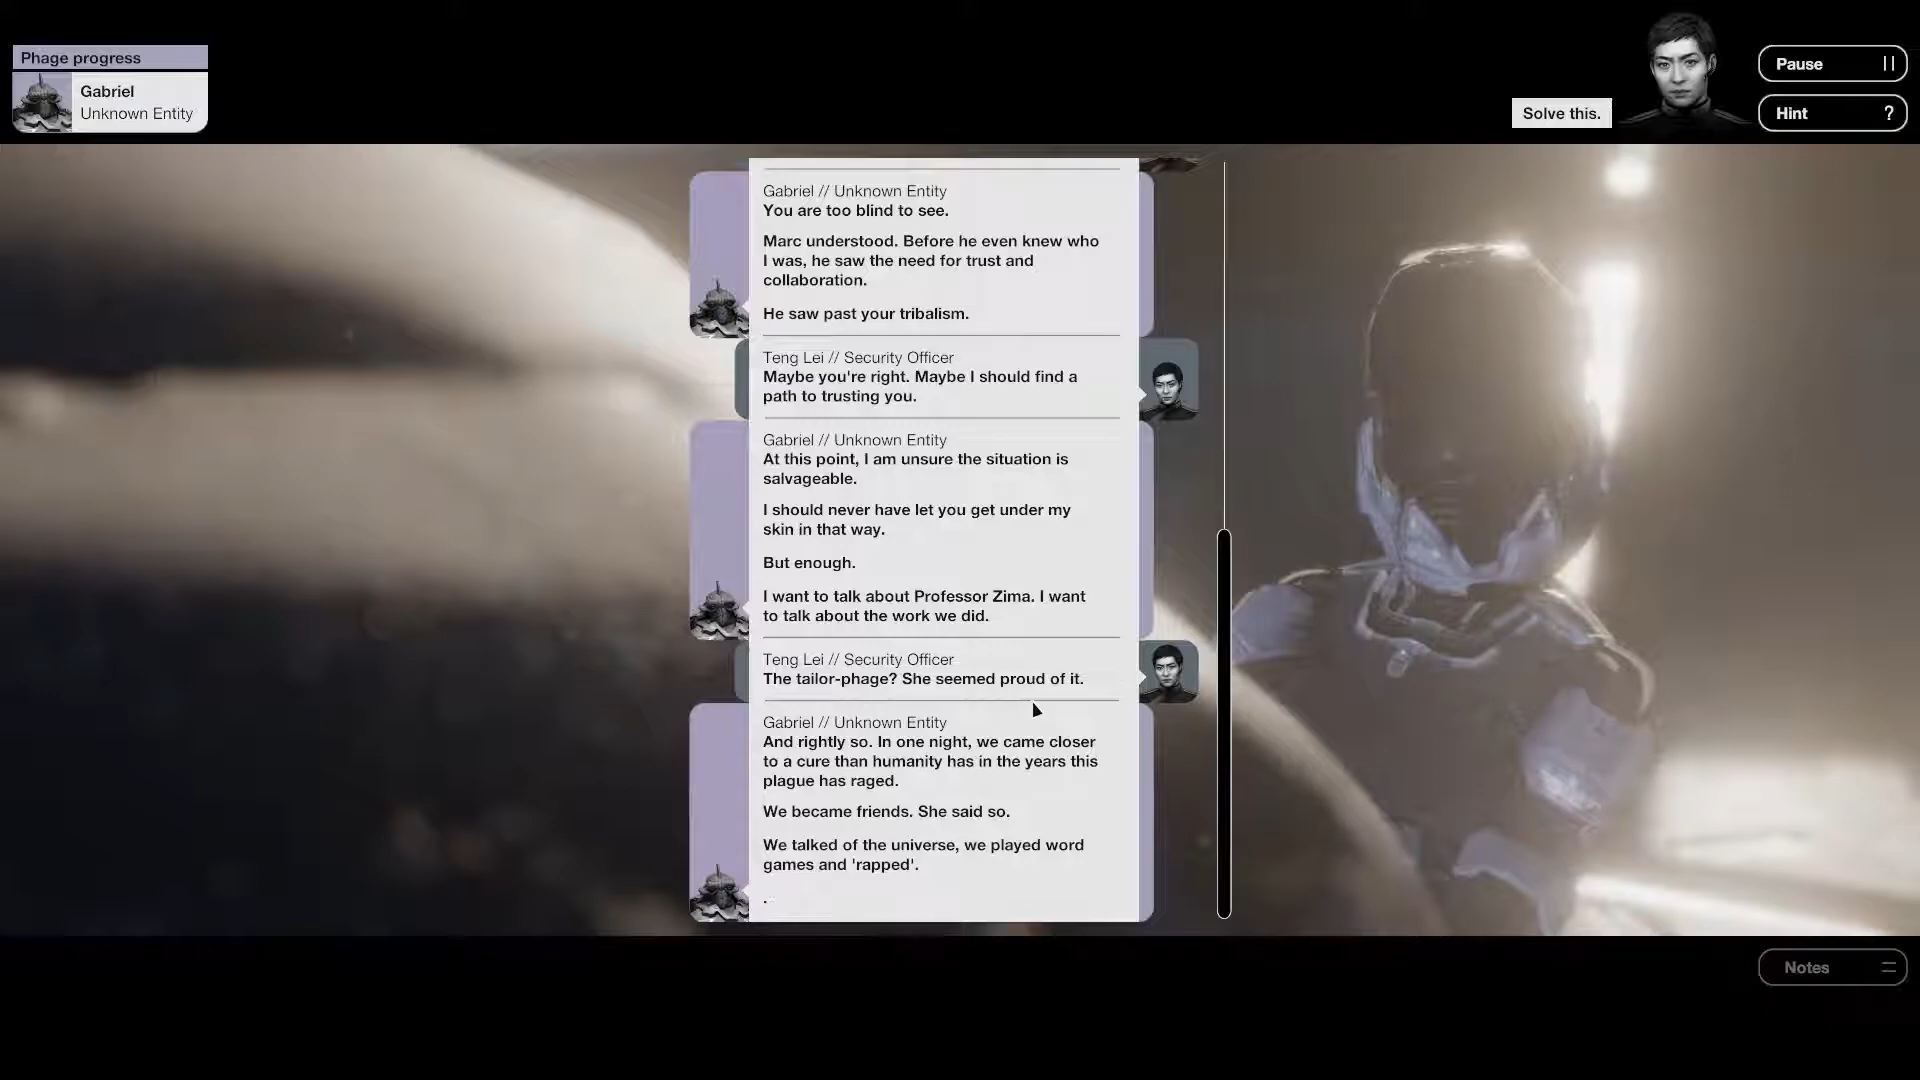 Phage progress
Gabriel
Unknown Entity
Solve this.
Pause
Hint ?
Gabriel // Unknown Entity
You are too blind to see.
Marc understood. Before he even knew who
I was, he saw the need for trust and
collaboration.
He saw past your tribalism.
Teng Lei // Security Officer
Maybe you're right. Maybe I should find a
path to trusting you.
Gabriel // Unknown Entity
At this point, I am unsure the situation is
salvageable.
I should never have let you get under my
skin in that way.
But enough.
I want to talk about Professor Zima. I want
to talk about the work we did.
Teng Lei // Security Officer
The tailor-phage? She seemed proud of it.
Gabriel // Unknown Entity
And rightly so. In one night, we came closer
to a cure than humanity has in the years this
plague has raged.
We became friends. She said so.
We talked of the universe, we played word
games and 'rapped'.
.
Notes